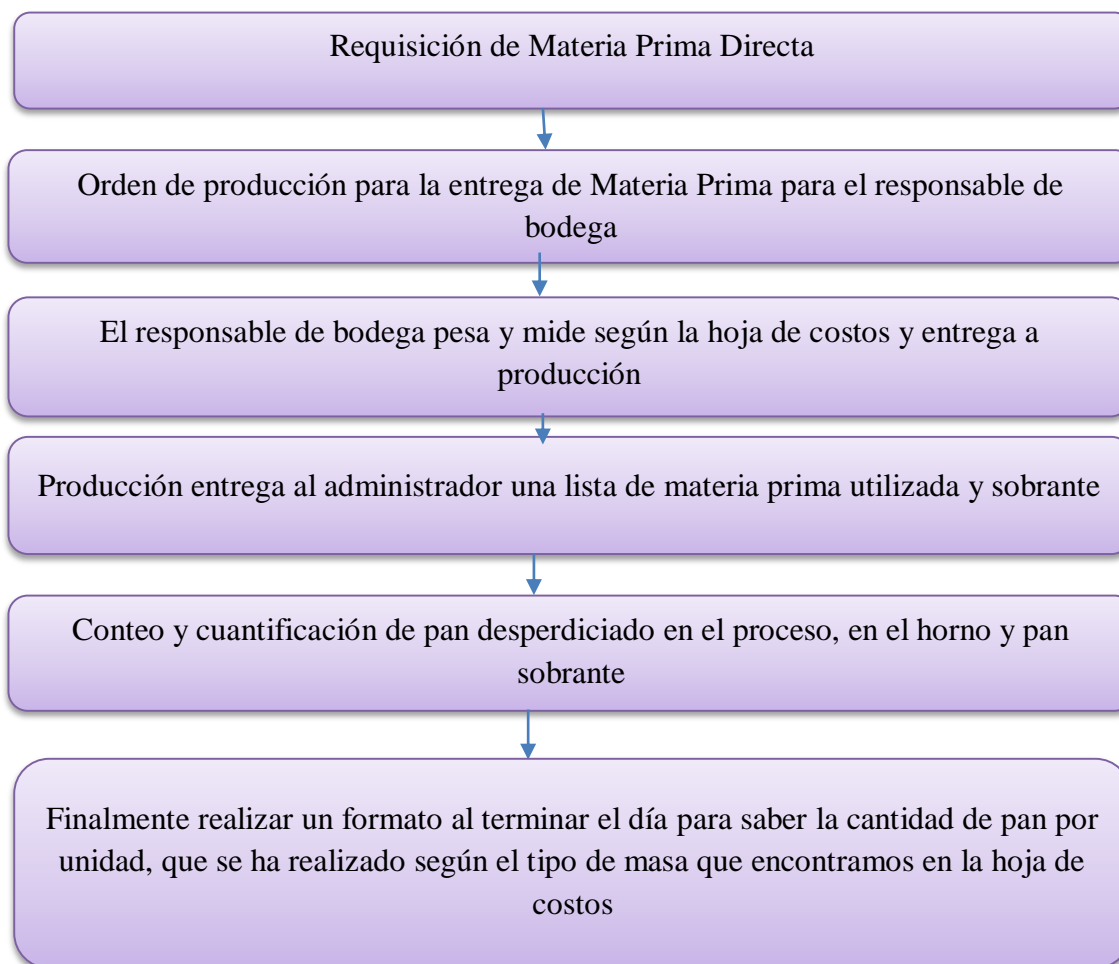 Requisición de Materia Prima Directa
Orden de producción para la entrega de Materia Prima para el responsable de
bodega
El responsable de bodega pesa y mide según la hoja de costos y entrega a
producción
Producción entrega al administrador una lista de materia prima utilizada y sobrante
Conteo y cuantificación de pan desperdiciado en el proceso, en el horno y pan
sobrante
Finalmente realizar un formato al terminar el día para saber la cantidad de pan por
unidad, que se ha realizado según el tipo de masa que encontramos en la hoja de
costos